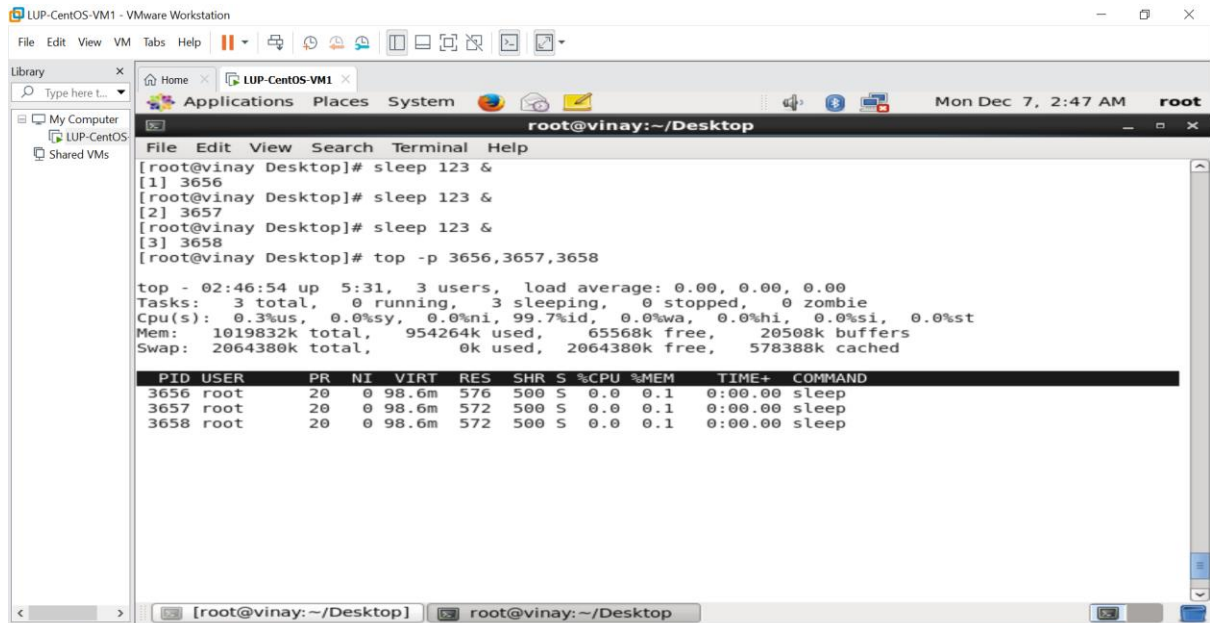 LUP-CentOS-VM1 - VMware Workstation
File Edit View VM Tabs Help
Library
Type here t...
My Computer
LUP-CentOS-
Shared VMs
Home LUP-CentOS-VM1
Applications Places System Mon Dec 7, 2:47 AM root
root@vinay:~/Desktop
File Edit View Search Terminal Help
[root@vinay Desktop]# sleep 123 &
[1] 3656
[root@vinay Desktop]# sleep 123 &
[2] 3657
[root@vinay Desktop]# sleep 123 &
[3] 3658
[root@vinay Desktop]# top -p 3656,3657,3658
top - 02:46:54 up  5:31,  3 users,  load average: 0.00, 0.00, 0.00
Tasks:   3 total,   0 running,   3 sleeping,   0 stopped,   0 zombie
Cpu(s):  0.3%us,  0.0%sy,  0.0%ni, 99.7%id,  0.0%wa,  0.0%hi,  0.0%si,  0.0%st
Mem:   1019832k total,   954264k used,    65568k free,    20508k buffers
Swap:  2064380k total,        0k used,  2064380k free,   578388k cached
PID USER      PR  NI  VIRT  RES  SHR S %CPU %MEM    TIME+  COMMAND
3656 root      20   0 98.6m  576  500 S  0.0  0.1   0:00.00 sleep
3657 root      20   0 98.6m  572  500 S  0.0  0.1   0:00.00 sleep
3658 root      20   0 98.6m  572  500 S  0.0  0.1   0:00.00 sleep
[root@vinay:~/Desktop] root@vinay:~/Desktop